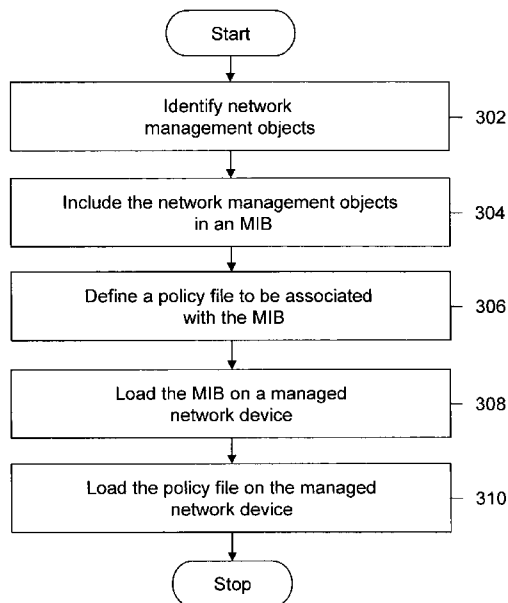 Start
Identify network
management objects
302
Include the network management objects
in an MIB
304
Define a policy file to be associated
with the MIB
306
Load the MIB on a managed
network device
308
Load the policy file on the managed
network device
310
Stop